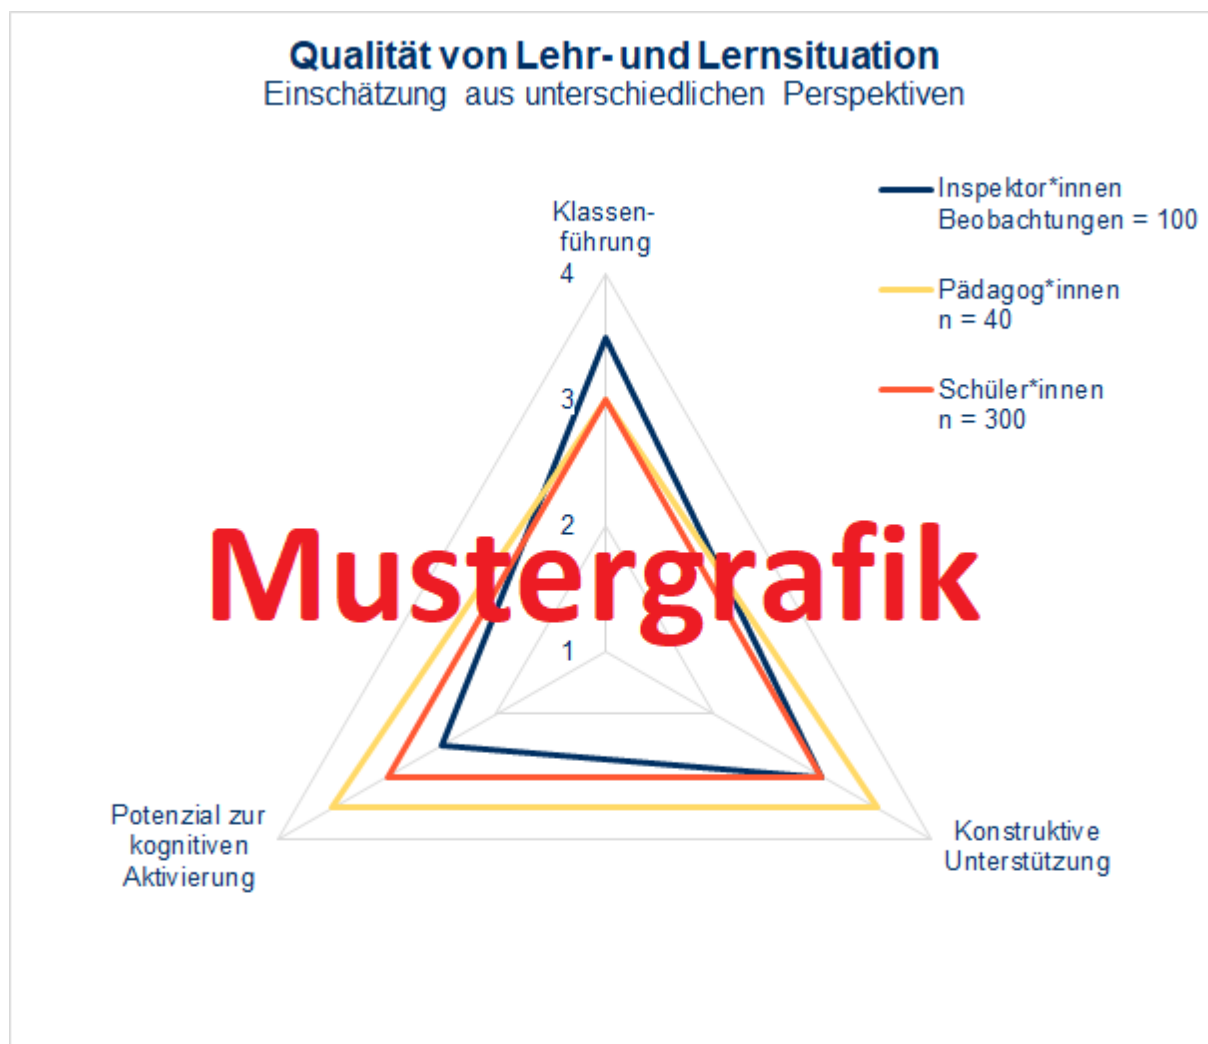 Qualität von Lehr- und Lernsituation
Einschätzung aus unterschiedlichen Perspektiven
Inspektor*innen
Beobachtungen = 100
Pädagog*innen
n = 40
Schüler*innen
n = 300
Klassen-
führung
4
3
2
1
Mustergrafik
Potenzial zur
kognitiven
Aktivierung
Konstruktive
Unterstützung